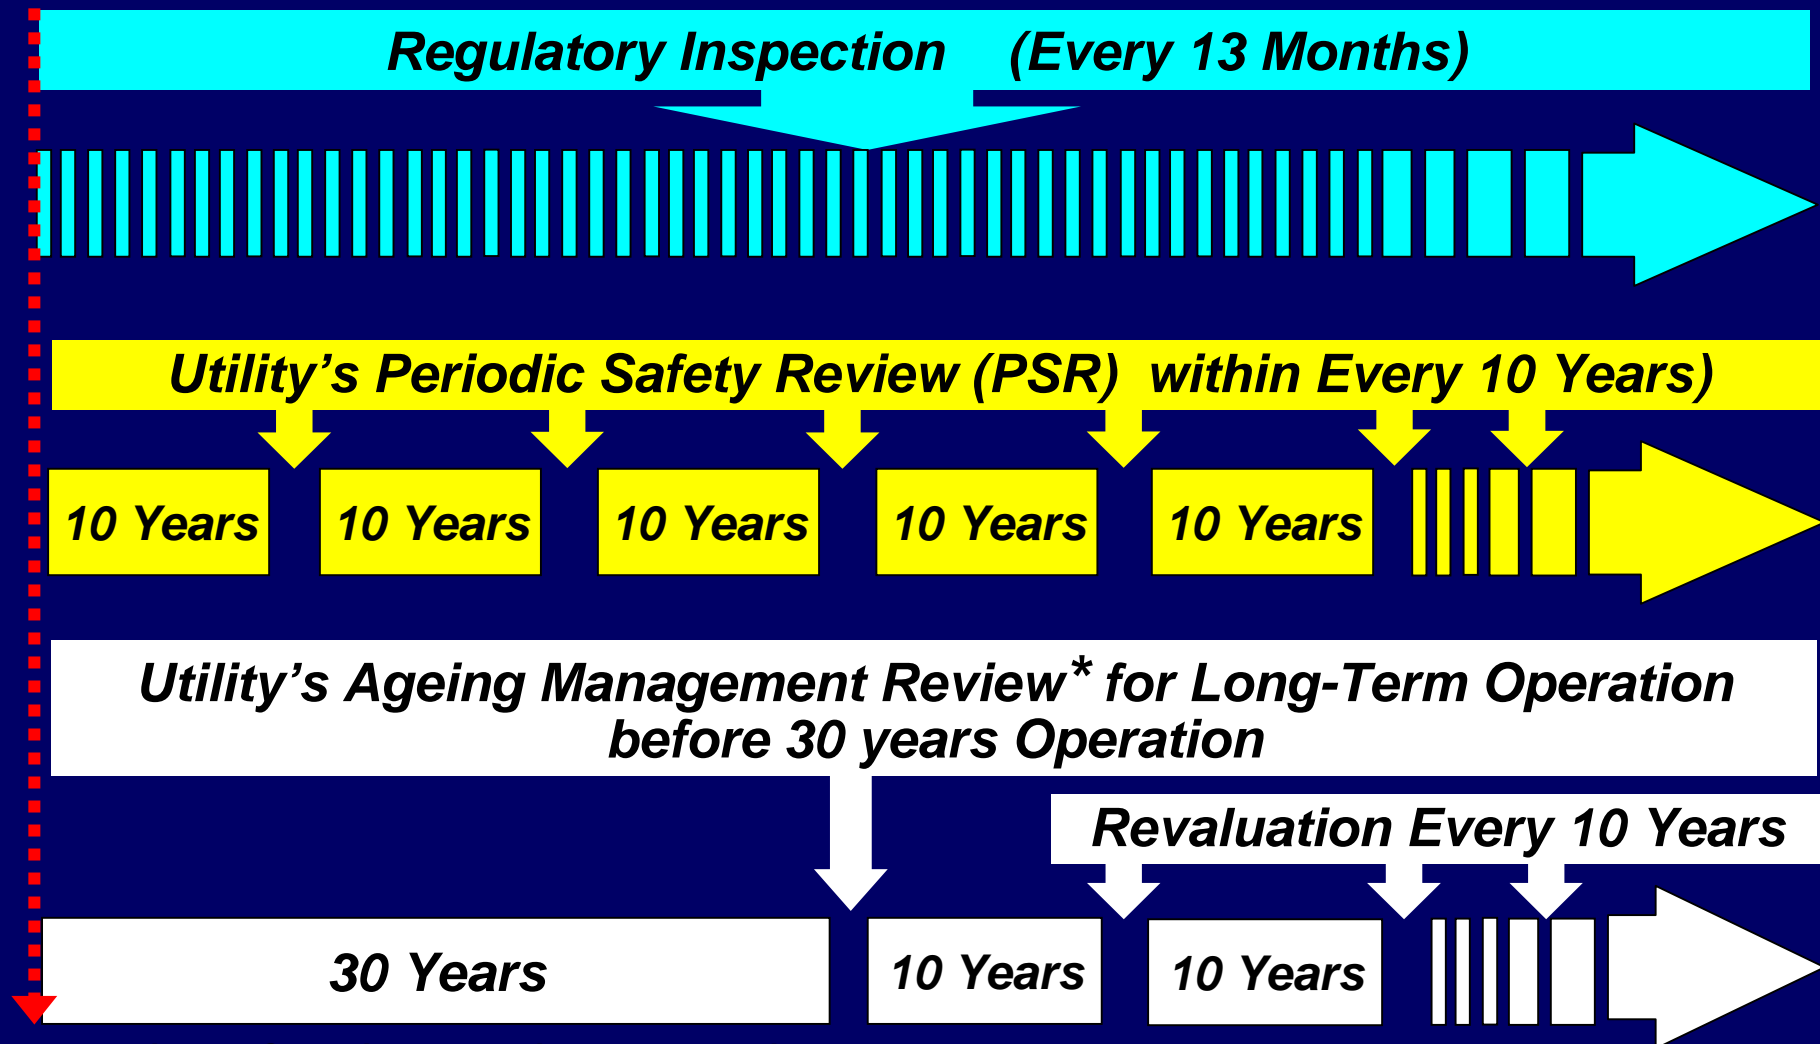 Regulatory Inspection (Every 13 Months)
Utility’s Periodic Safety Review (PSR) within Every 10 Years)
10 Years 10 Years 10 Years 10 Years 10 Years
Utility’s Ageing Management Review* for Long-Term Operation
before 30 years Operation
Revaluation Every 10 Years
30 Years 10 Years 10 Years